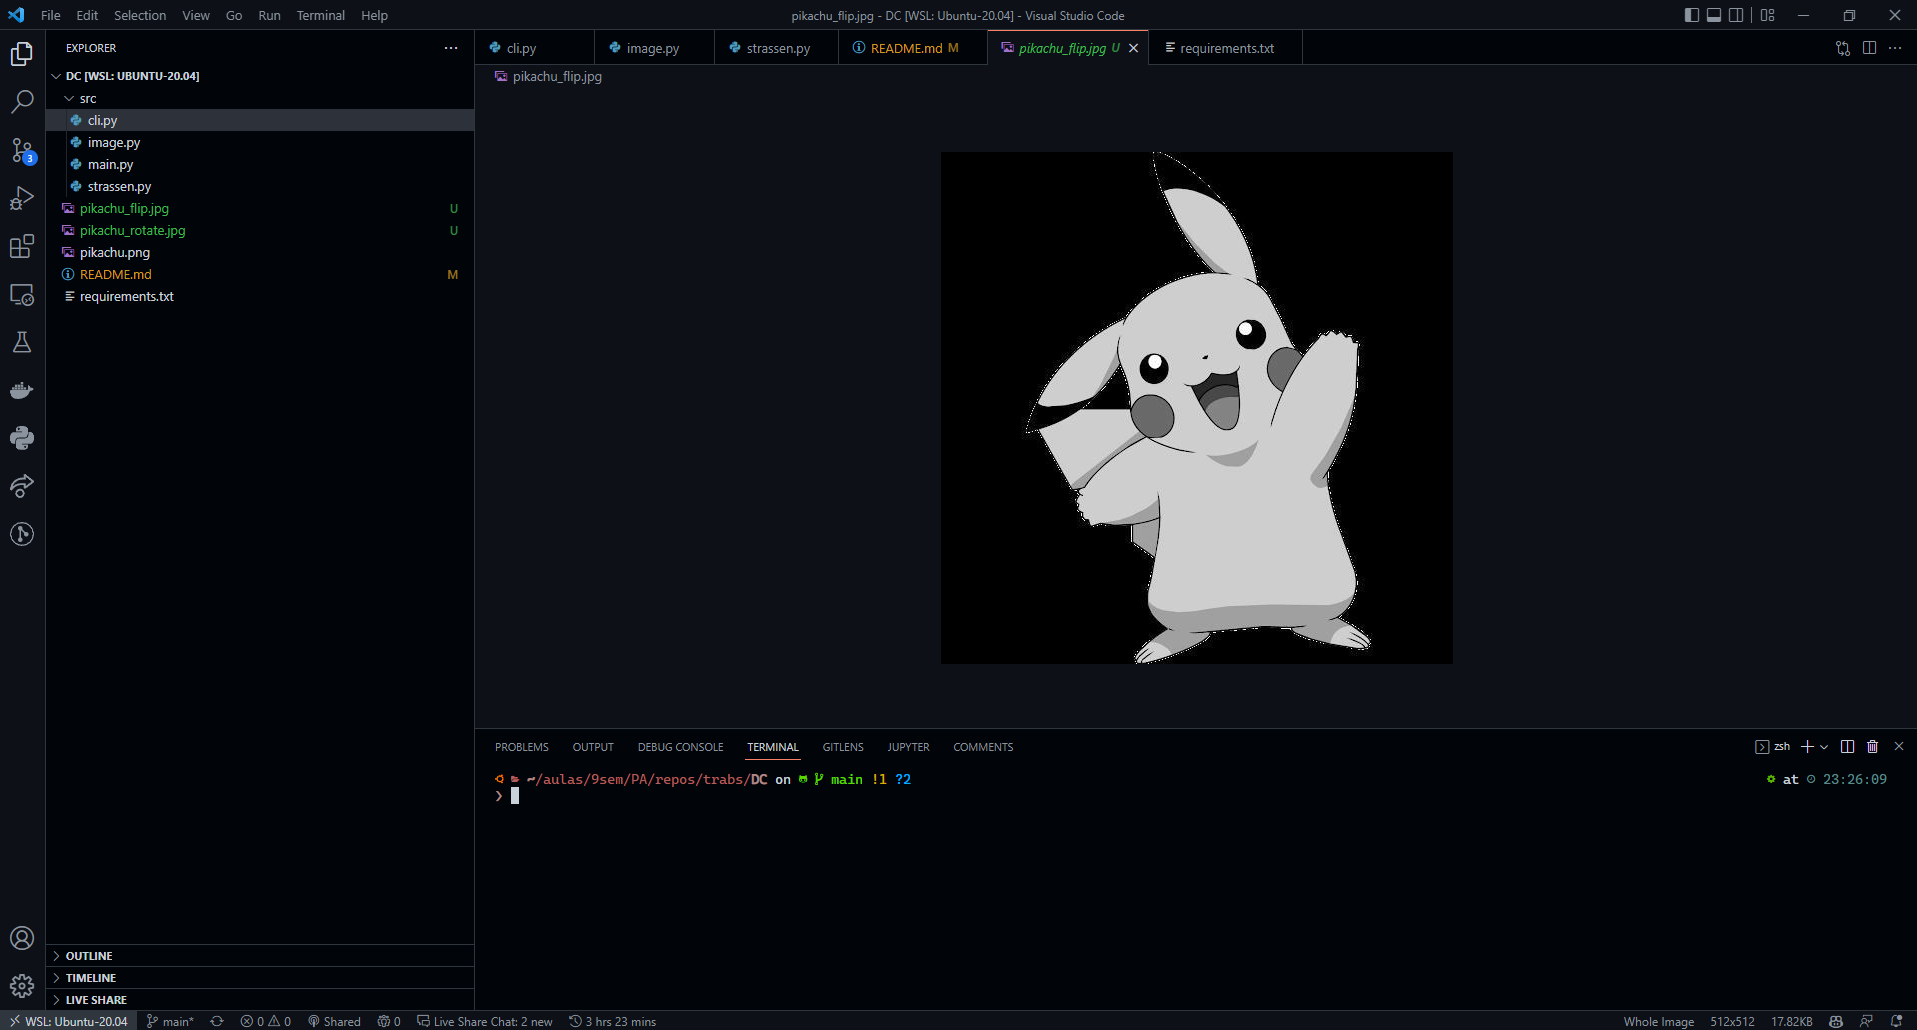 File Edit Selection View Go Run Terminal Help
pikachu_flip.jpg - DC [WSL: Ubuntu-20.04] - Visual Studio Code
EXPLORER
DC [WSL: UBUNTU-20.04]
src
cli.py
image.py
main.py
strassen.py
pikachu_flip.jpg U
pikachu_rotate.jpg U
pikachu.png
README.md M
requirements.txt
3
cli.py image.py strassen.py README.md M pikachu_flip.jpg U requirements.txt
pikachu_flip.jpg
PROBLEMS OUTPUT DEBUG CONSOLE TERMINAL GITLENS JUPYTER COMMENTS
zsh
~/aulas/9sem/PA/repos/trabs/DC on main !1 ?2
at 23:26:09
❯
OUTLINE
TIMELINE
LIVE SHARE
WSL: Ubuntu-20.04 main* 0 0 Shared 0 Live Share Chat: 2 new 3 hrs 23 mins
Whole Image 512x512 17.82KB